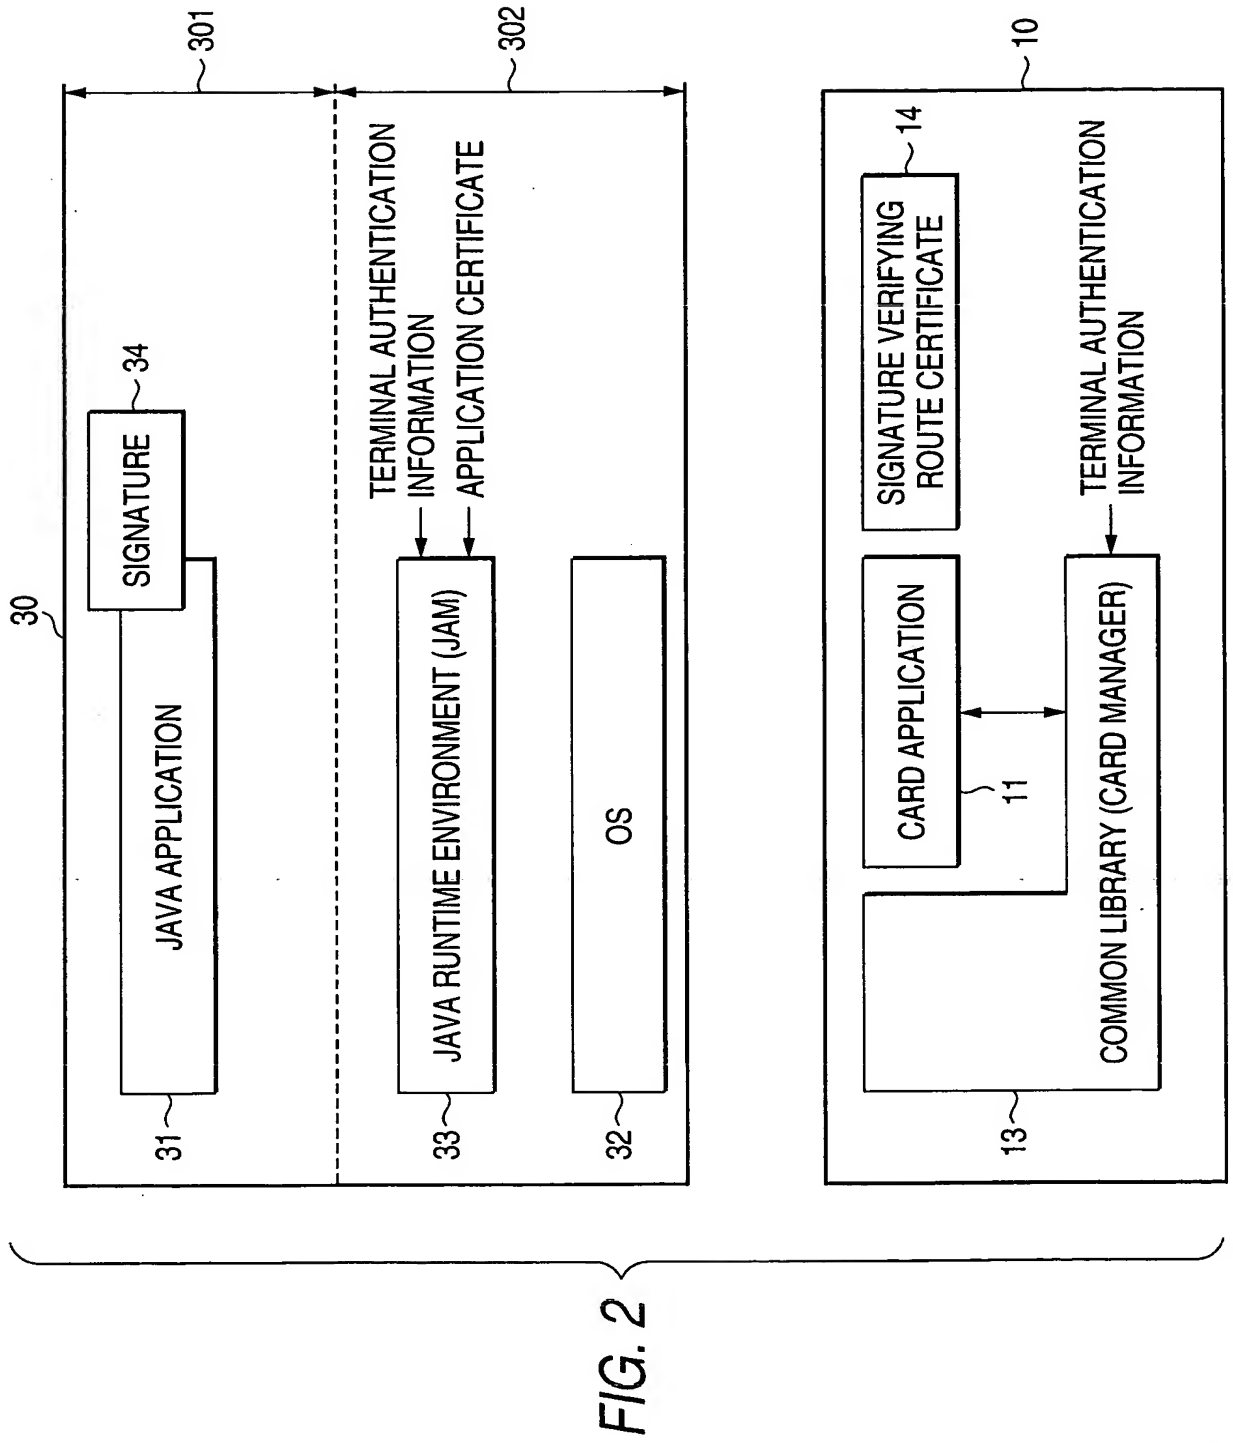 FIG. 2
30
301
SIGNATURE
34
JAVA APPLICATION
31
302
TERMINAL AUTHENTICATION
INFORMATION
APPLICATION CERTIFICATE
JAVA RUNTIME ENVIRONMENT (JAM)
33
OS
32
10
14
SIGNATURE VERIFYING
ROUTE CERTIFICATE
CARD APPLICATION
11
TERMINAL AUTHENTICATION
INFORMATION
COMMON LIBRARY (CARD MANAGER)
13